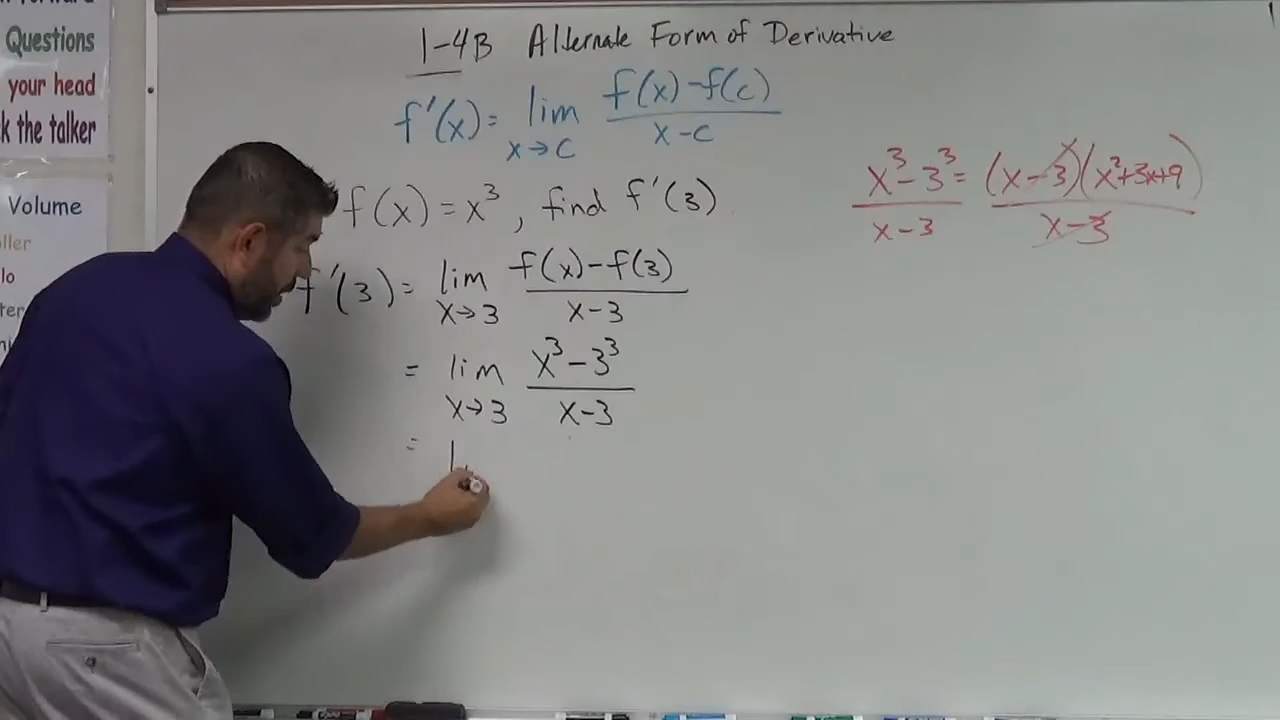 Questions
your head
k the talker
Volume
1-4B Alternate Form of Derivative
f'(x) = lim x→c (f(x)-f(c))/(x-c)
f(x) = x³, find f'(3)
f'(3) = lim x→3 (f(x)-f(3))/(x-3)
= lim x→3 (x³-3³)/(x-3)
=
(x³-3³)/(x-3) = ((x-3)(x²+3x+9))/(x-3)